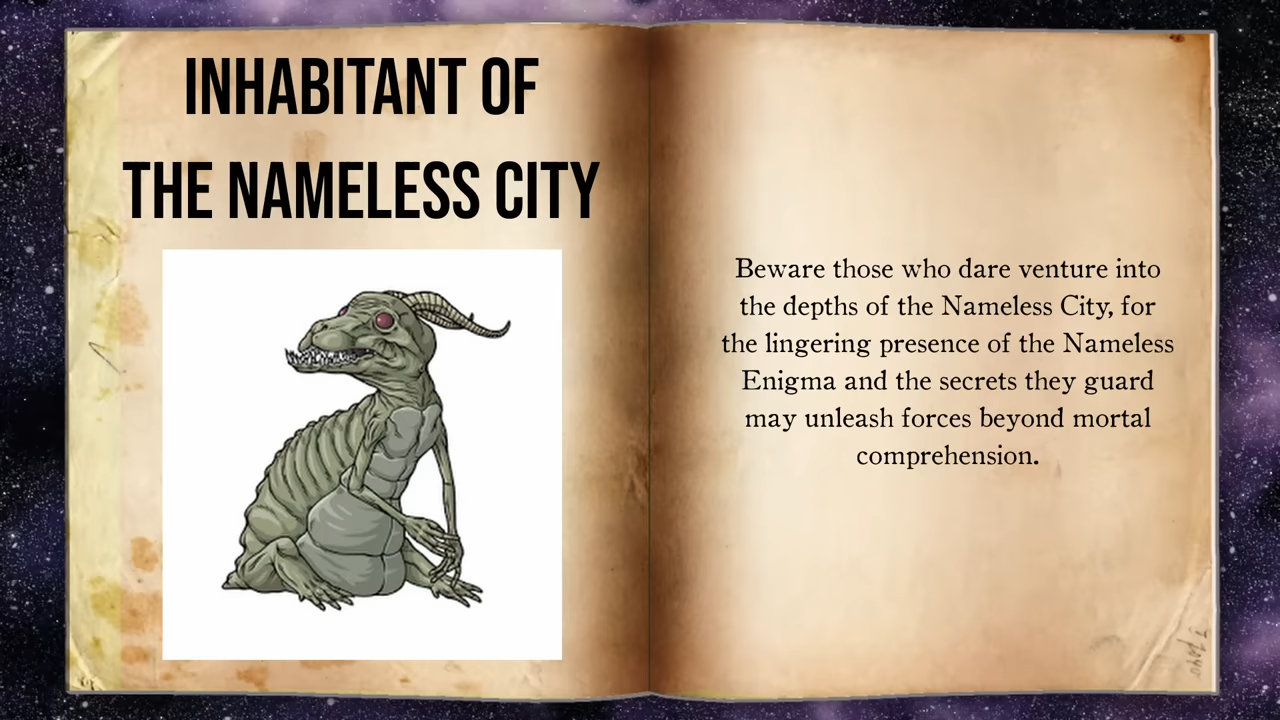 INHABITANT OF
THE NAMELESS CITY
Beware those who dare venture into
the depths of the Nameless City, for
the lingering presence of the Nameless
Enigma and the secrets they guard
may unleash forces beyond mortal
comprehension.